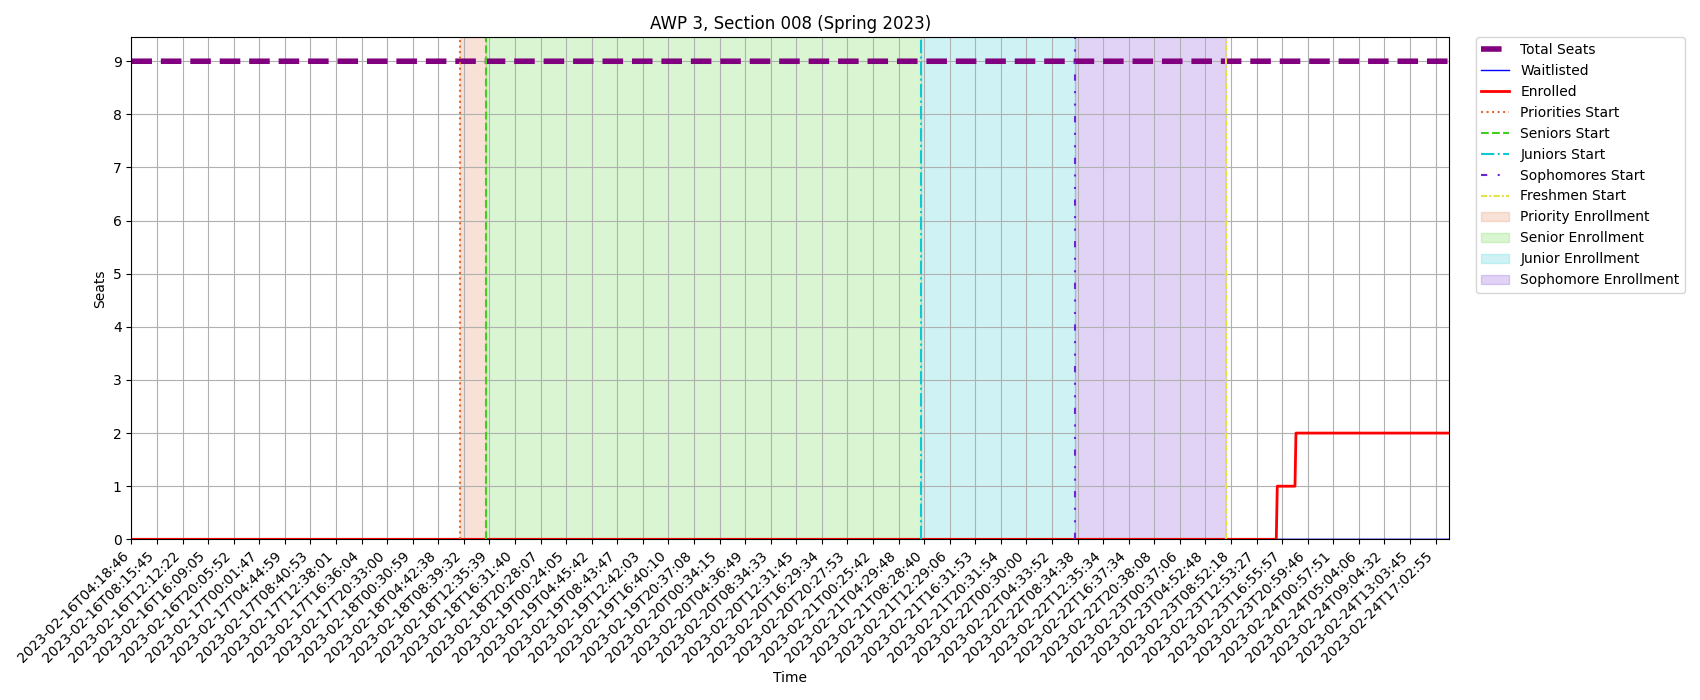 AWP 3, Section 008 (Spring 2023)
Seats
9
8
7
6
5
4
3
2
1
0
2023-02-16T04:18:46
2023-02-16T08:15:45
2023-02-16T12:12:22
2023-02-16T16:09:05
2023-02-16T20:05:52
2023-02-17T00:01:47
2023-02-17T04:44:59
2023-02-17T08:40:53
2023-02-17T12:38:01
2023-02-17T16:36:04
2023-02-17T20:33:00
2023-02-18T00:30:59
2023-02-18T04:42:38
2023-02-18T08:39:32
2023-02-18T12:35:39
2023-02-18T16:31:40
2023-02-18T20:28:07
2023-02-19T00:24:05
2023-02-19T04:45:42
2023-02-19T08:43:47
2023-02-19T12:42:03
2023-02-19T16:40:10
2023-02-19T20:37:08
2023-02-20T00:34:15
2023-02-20T04:36:49
2023-02-20T08:34:33
2023-02-20T12:31:45
2023-02-20T16:29:34
2023-02-20T20:27:53
2023-02-21T00:25:42
2023-02-21T04:29:48
2023-02-21T08:28:40
2023-02-21T12:29:06
2023-02-21T16:31:53
2023-02-21T20:31:54
2023-02-22T00:30:00
2023-02-22T04:33:52
2023-02-22T08:34:38
2023-02-22T12:35:34
2023-02-22T16:37:34
2023-02-22T20:38:08
2023-02-23T00:37:06
2023-02-23T04:52:48
2023-02-23T08:52:18
2023-02-23T12:53:27
2023-02-23T16:55:57
2023-02-23T20:59:46
2023-02-24T00:57:51
2023-02-24T05:04:06
2023-02-24T09:04:32
2023-02-24T13:03:45
2023-02-24T17:02:55
Time
Total Seats
Waitlisted
Enrolled
Priorities Start
Seniors Start
Juniors Start
Sophomores Start
Freshmen Start
Priority Enrollment
Senior Enrollment
Junior Enrollment
Sophomore Enrollment